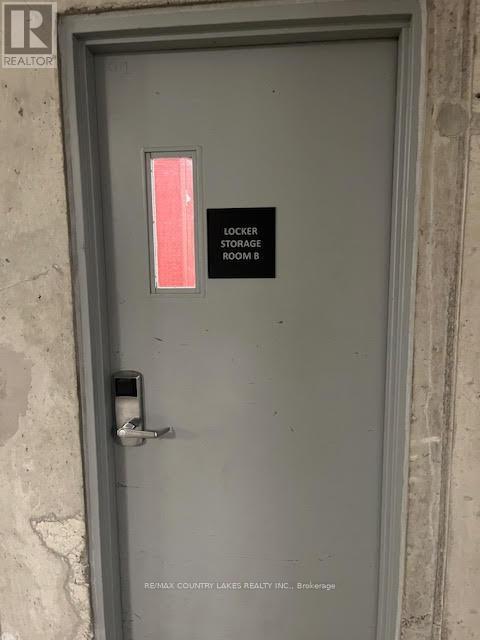 R
REALTOR
LOCKER
STORAGE
ROOM B
RE/MAX COUNTRY LAKES REALTY INC., Brokerage